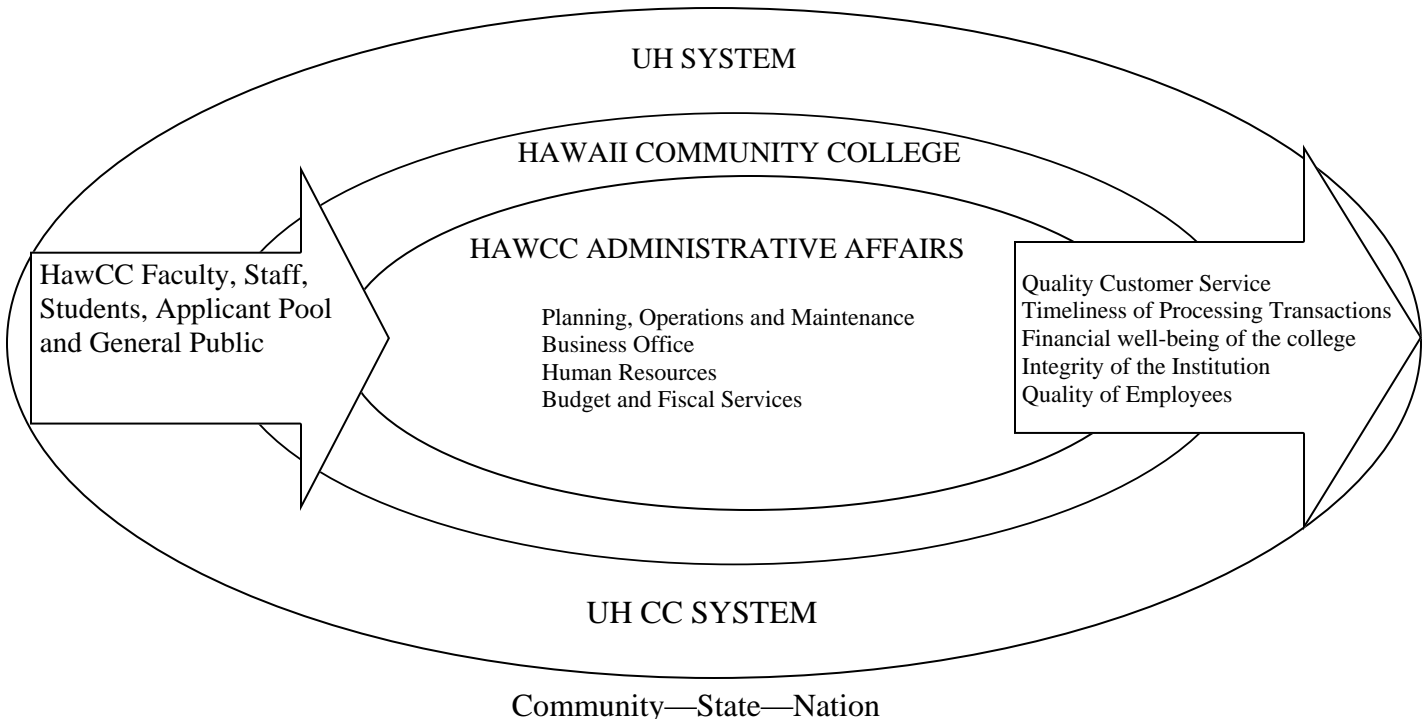 UH SYSTEM
HAWAII COMMUNITY COLLEGE
HAWCC ADMINISTRATIVE AFFAIRS
HawCC Faculty, Staff,
Students, Applicant Pool
and General Public
Planning, Operations and Maintenance
Business Office
Human Resources
Budget and Fiscal Services
Quality Customer Service
Timeliness of Processing Transactions
Financial well-being of the college
Integrity of the Institution
Quality of Employees
UH CC SYSTEM
Community—State—Nation